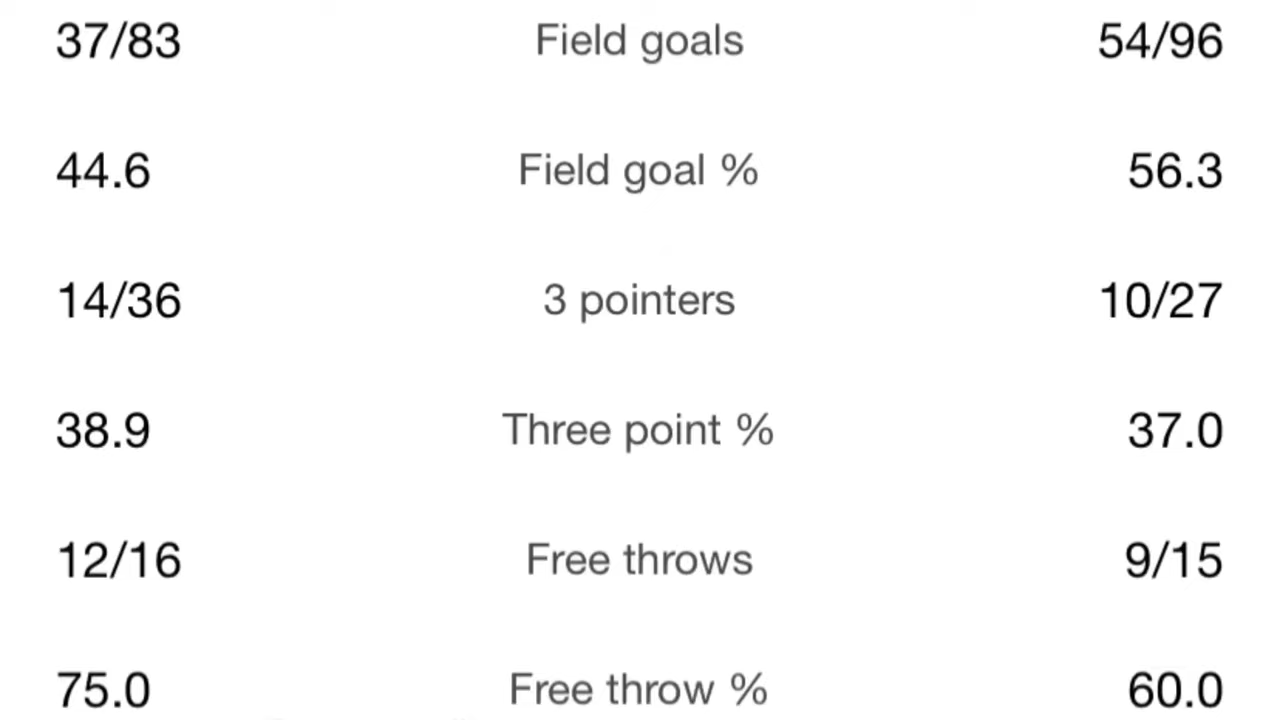 37/83 Field goals 54/96
44.6 Field goal % 56.3
14/36 3 pointers 10/27
38.9 Three point % 37.0
12/16 Free throws 9/15
75.0 Free throw % 60.0